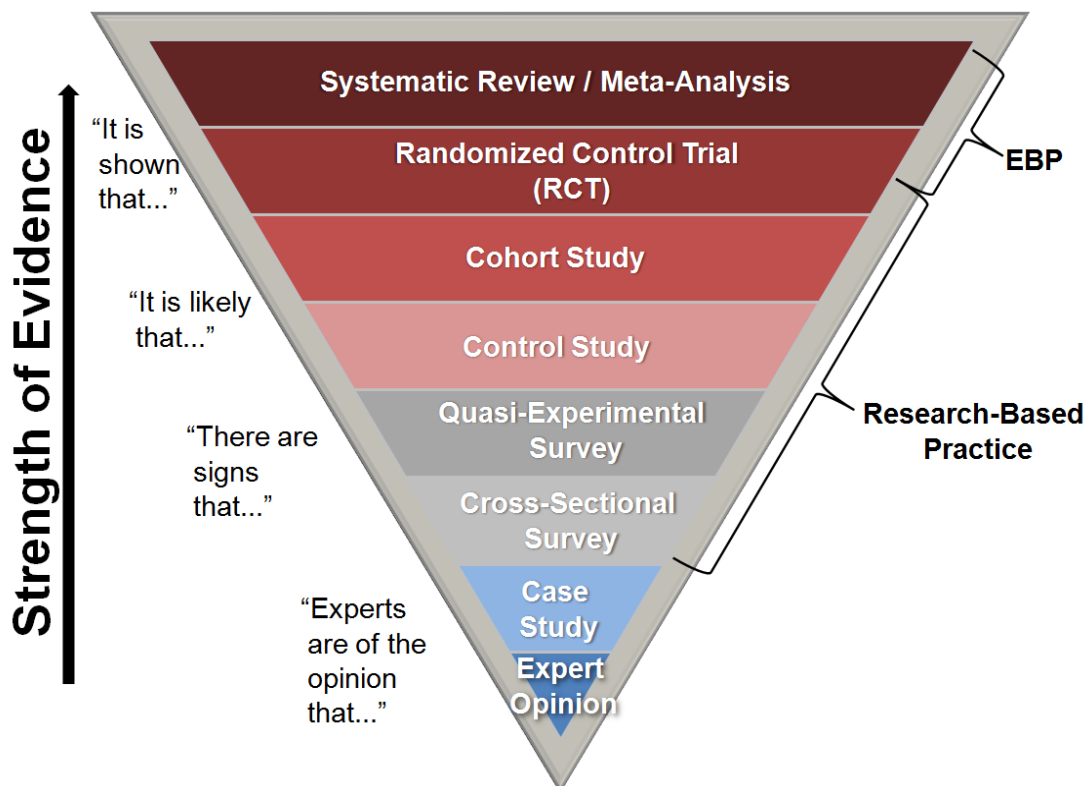 Strength of Evidence
Systematic Review / Meta-Analysis
“It is
shown
that...”
Randomized Control Trial
(RCT)
EBP
Cohort Study
“It is likely
that...”
Control Study
Quasi-Experimental
Survey
Research-Based
Practice
“There are
signs
that...”
Cross-Sectional
Survey
Case
Study
“Experts
are of the
opinion
that...”
Expert
Opinion